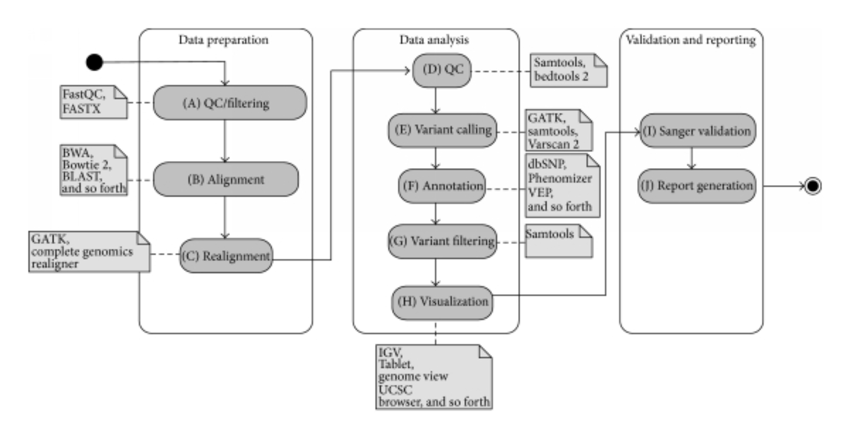 Data preparation
FastQC,
FASTX
(A) QC/filtering
BWA,
Bowtie 2,
BLAST,
and so forth
(B) Alignment
GATK,
complete genomics
realigner
(C) Realignment
Data analysis
(D) QC
Samtools,
bedtools 2
(E) Variant calling
GATK,
samtools,
Varscan 2
(F) Annotation
dbSNP,
Phenomizer
VEP,
and so forth
(G) Variant filtering
Samtools
(H) Visualization
IGV,
Tablet,
genome view
UCSC
browser, and so forth
Validation and reporting
(I) Sanger validation
(J) Report generation